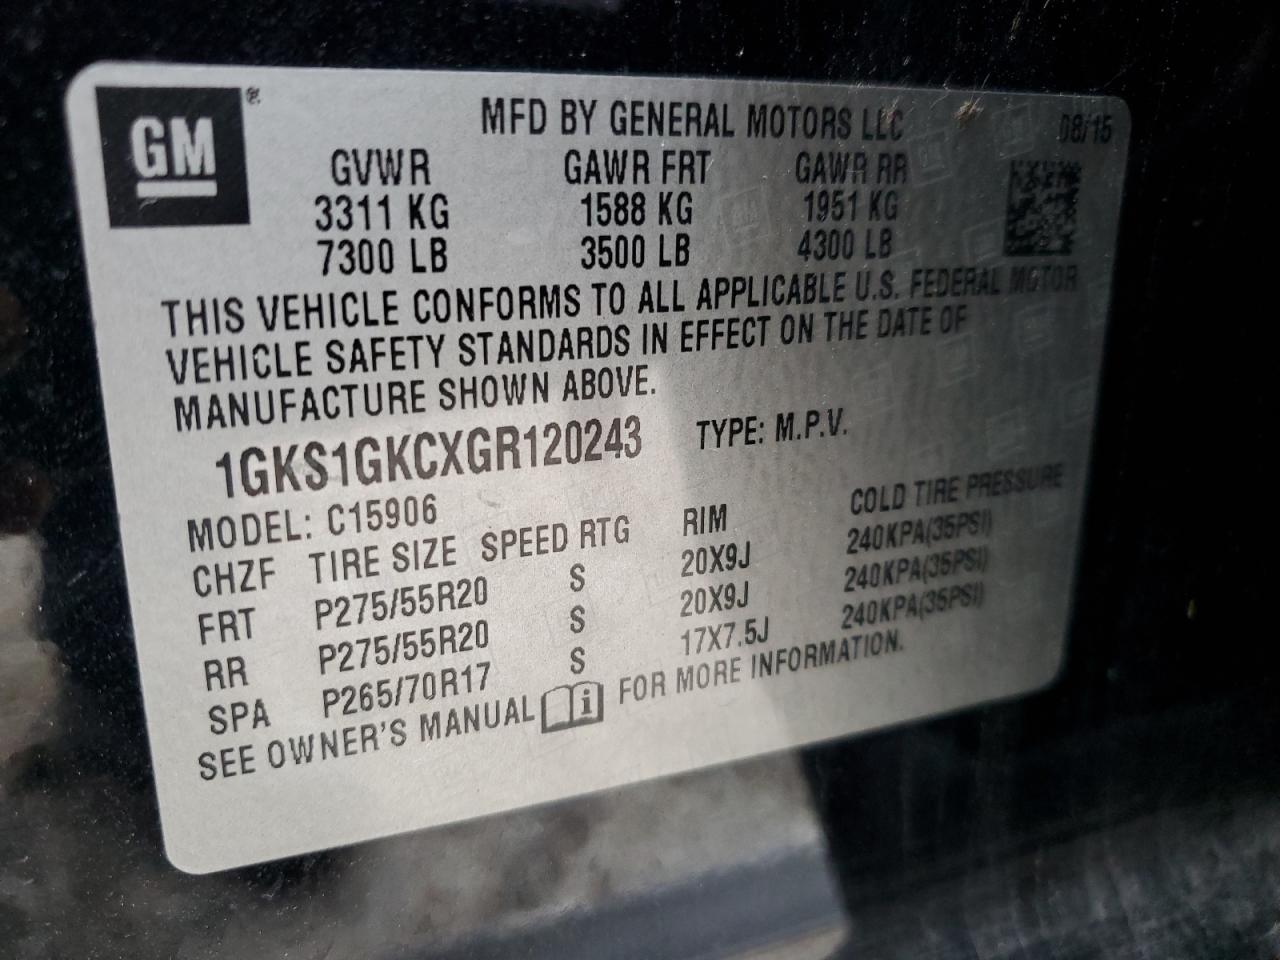 GM ® MFD BY GENERAL MOTORS LLC 08/15
GVWR GAWR FRT GAWR RR
3311 KG 1588 KG 1951 KG
7300 LB 3500 LB 4300 LB
THIS VEHICLE CONFORMS TO ALL APPLICABLE U.S. FEDERAL MOTOR
VEHICLE SAFETY STANDARDS IN EFFECT ON THE DATE OF
MANUFACTURE SHOWN ABOVE.
1GKS1GKCXGR120243 TYPE: M.P.V.
MODEL: C15906
CHZF TIRE SIZE SPEED RTG RIM COLD TIRE PRESSURE
FRT P275/55R20 S 20X9J 240KPA(35PSI)
RR P275/55R20 S 20X9J 240KPA(35PSI)
SPA P265/70R17 S 17X7.5J 240KPA(35PSI)
SEE OWNER'S MANUAL i FOR MORE INFORMATION.